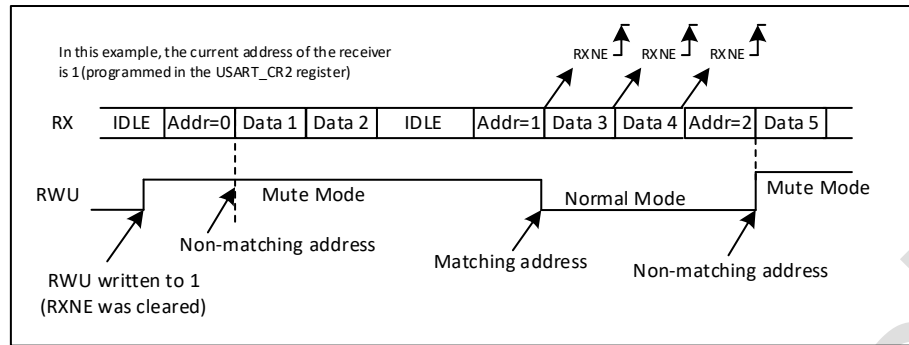 In this example, the current address of the receiver
is 1(programmed in the USART_CR2 register)
RXNE RXNE RXNE
RX IDLE Addr=0 Data 1 Data 2 IDLE Addr=1 Data 3 Data 4 Addr=2 Data 5
RWU Mute Mode Normal Mode Mute Mode
Non-matching address Matching address Non-matching address
RWU written to 1
(RXNE was cleared)